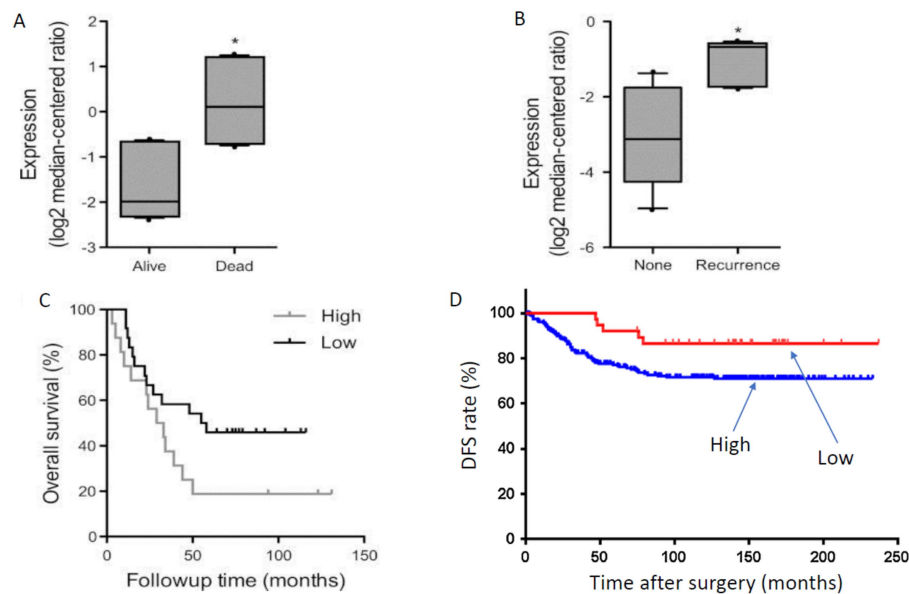 A
Expression
(log2 median-centered ratio)
2
1
0
-1
-2
-3
*
Alive
Dead
B
Expression
(log2 median-centered ratio)
0
-2
-4
-6
*
None
Recurrence
C
Overall survival (%)
100
80
60
40
20
0
High
Low
0
50
100
150
Followup time (months)
D
DFS rate (%)
100
80
60
40
20
0
High
Low
0
50
100
150
200
250
Time after surgery (months)